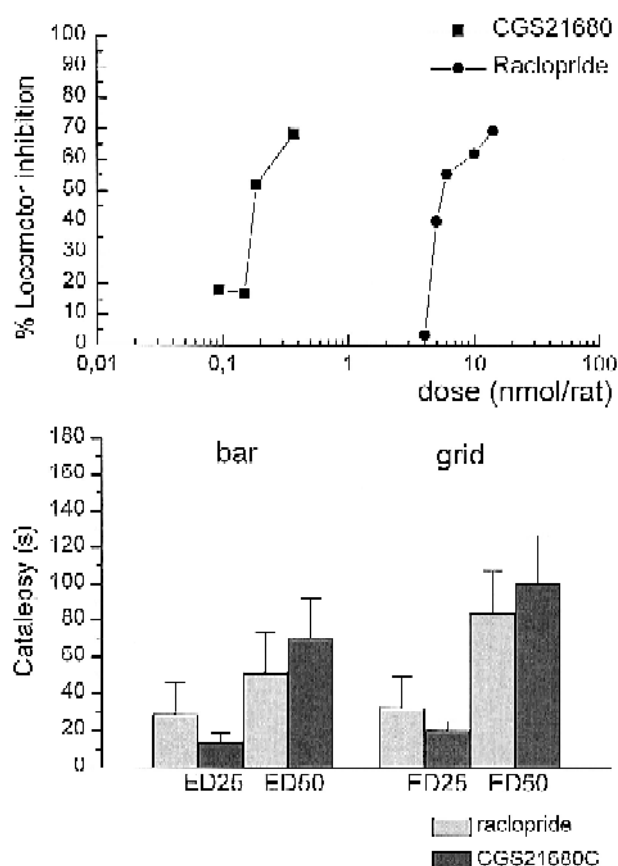 CGS21680
Raclopride
% Locomotor inhibition
100
90
80
70
60
50
40
30
20
10
0
0,01
0,1
1
10
100
dose (nmol/rat)
bar
grid
Catalepsy (s)
180
160
140
120
100
80
60
40
20
0
ED25 ED50
ED25 ED50
raclopride
CGS21680C